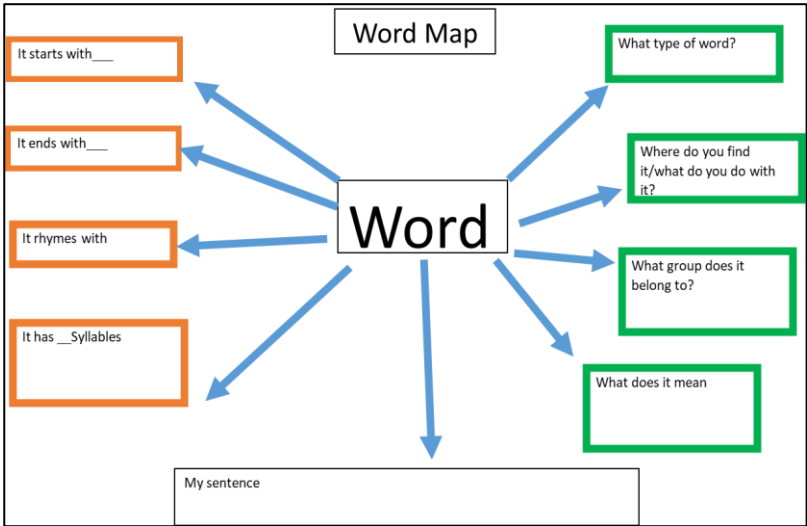 Word Map
It starts with___
It ends with___
It rhymes with
It has __Syllables
Word
What type of word?
Where do you find
it/what do you do with
it?
What group does it
belong to?
What does it mean
My sentence